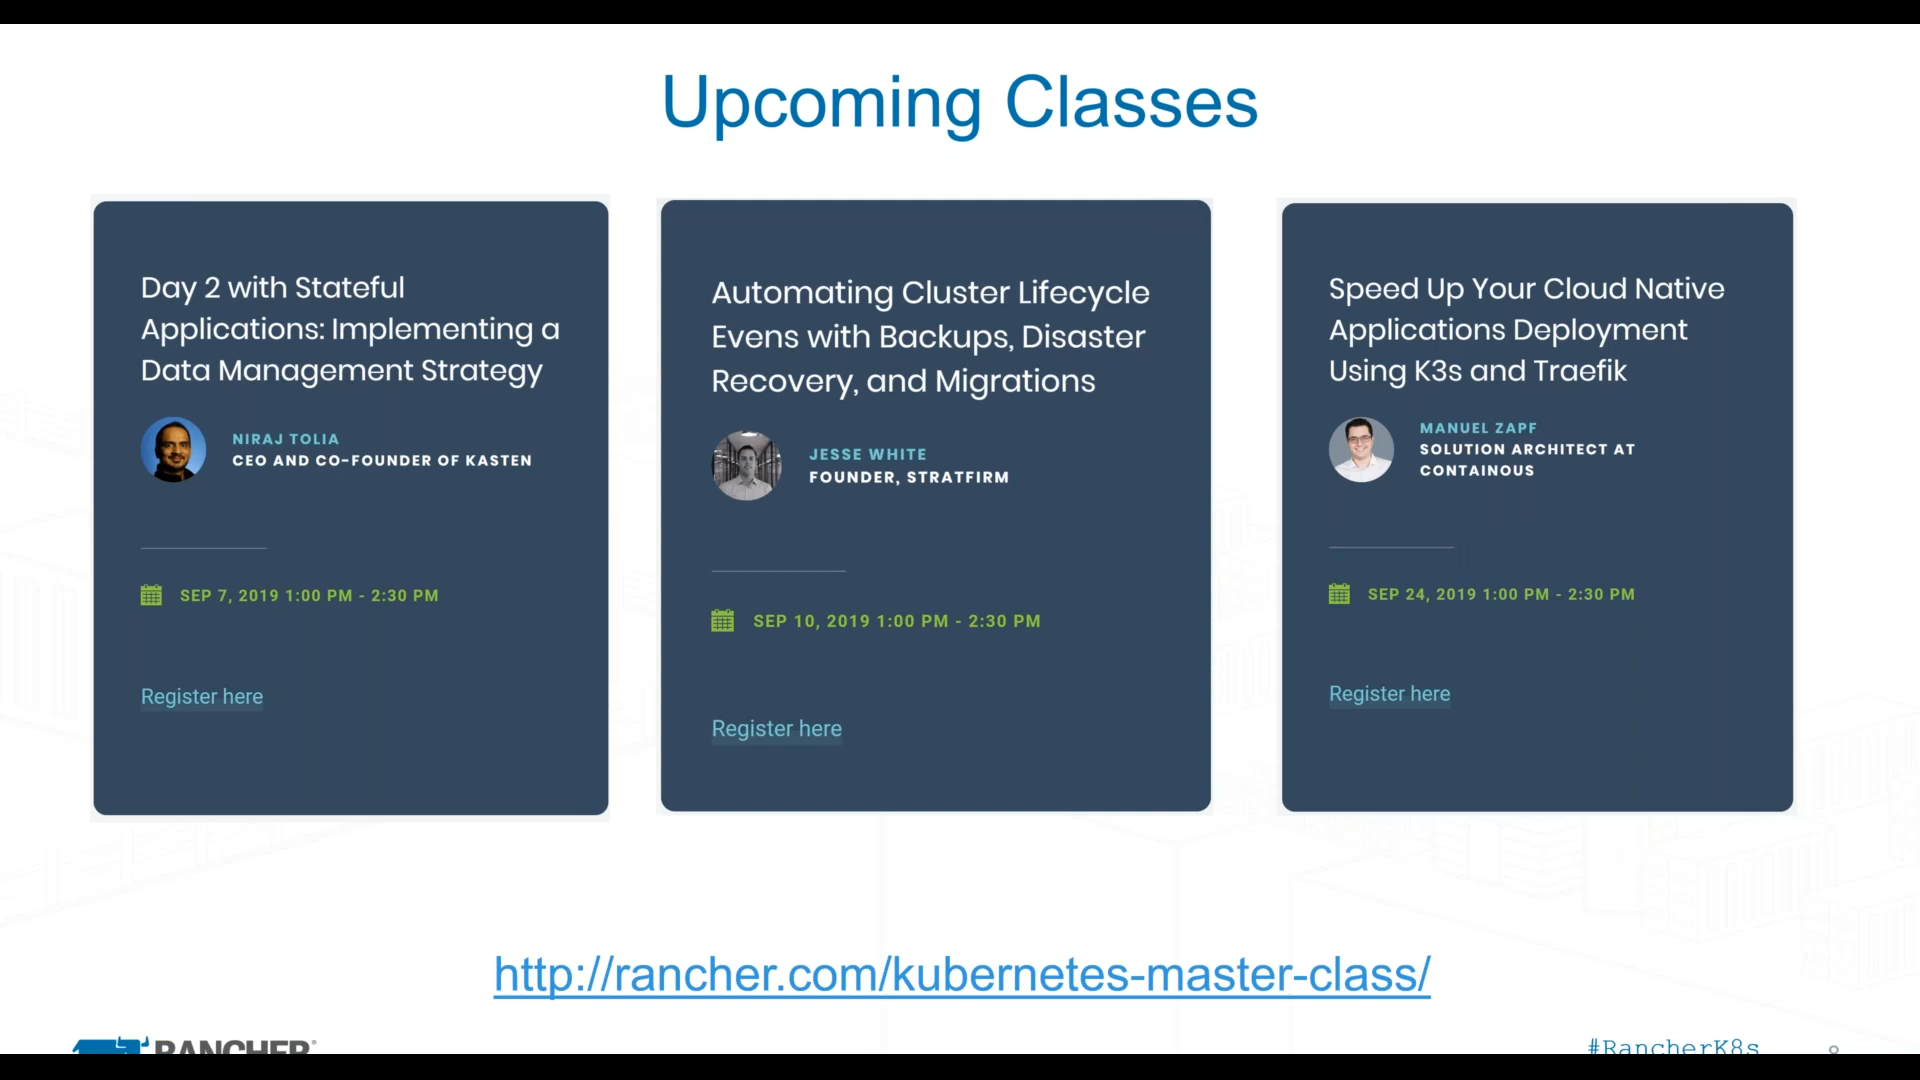 Upcoming Classes
Day 2 with Stateful
Applications: Implementing a
Data Management Strategy
NIRAJ TOLIA
CEO AND CO-FOUNDER OF KASTEN
SEP 7, 2019 1:00 PM - 2:30 PM
Register here
Automating Cluster Lifecycle
Evens with Backups, Disaster
Recovery, and Migrations
JESSE WHITE
FOUNDER, STRATFIRM
SEP 10, 2019 1:00 PM - 2:30 PM
Register here
Speed Up Your Cloud Native
Applications Deployment
Using K3s and Traefik
MANUEL ZAPF
SOLUTION ARCHITECT AT
CONTAINOUS
SEP 24, 2019 1:00 PM - 2:30 PM
Register here
http://rancher.com/kubernetes-master-class/
RANCHER®
#RancherK8s